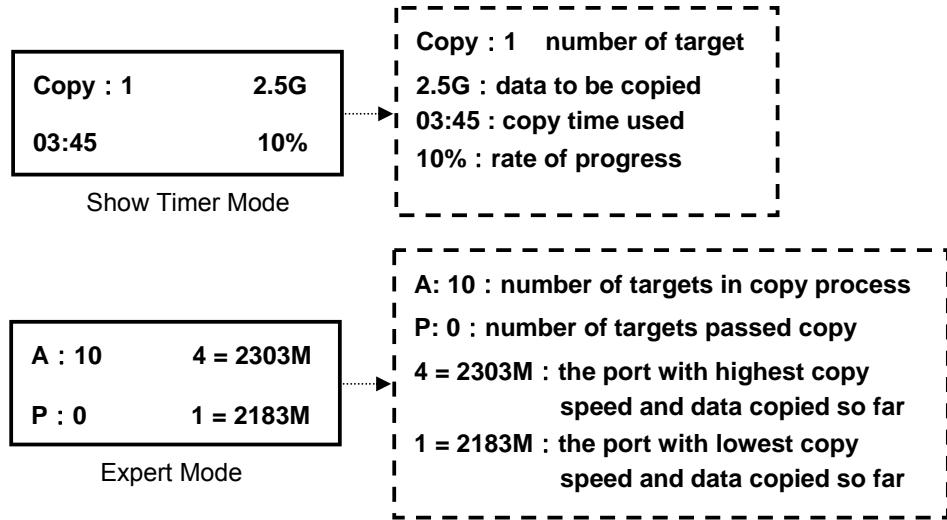 Copy：1 2.5G
03:45 10%
Show Timer Mode
Copy：1 number of target
2.5G：data to be copied
03:45 : copy time used
10%：rate of progress
A：10 4 = 2303M
P：0 1 = 2183M
Expert Mode
A: 10：number of targets in copy process
P: 0：number of targets passed copy
4 = 2303M：the port with highest copy
speed and data copied so far
1 = 2183M：the port with lowest copy
speed and data copied so far